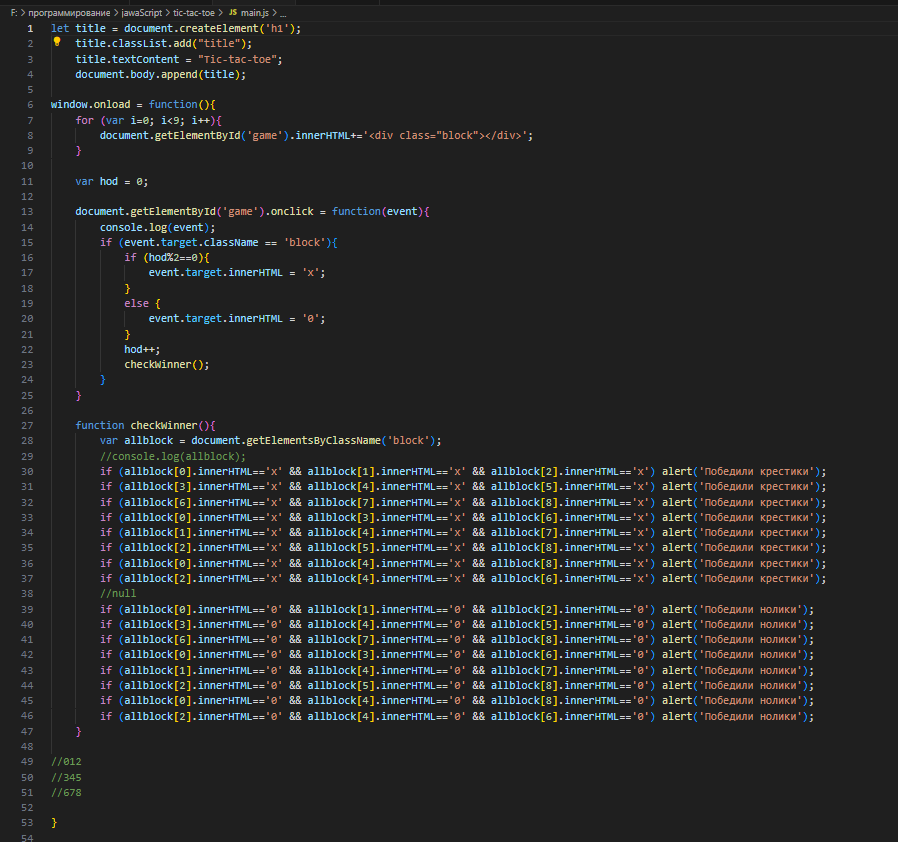 F: > программирование > javaScript > tic-tac-toe > JS main.js > ...
1 let title = document.createElement('h1');
2     title.classList.add("title");
3     title.textContent = "Tic-tac-toe";
4     document.body.append(title);
5
6 window.onload = function(){
7     for (var i=0; i<9; i++){
8         document.getElementById('game').innerHTML+='<div class="block"></div>';
9     }
10
11     var hod = 0;
12
13     document.getElementById('game').onclick = function(event){
14         console.log(event);
15         if (event.target.className == 'block'){
16             if (hod%2==0){
17                 event.target.innerHTML = 'x';
18             }
19             else {
20                 event.target.innerHTML = '0';
21             }
22             hod++;
23             checkWinner();
24         }
25     }
26
27     function checkWinner(){
28         var allblock = document.getElementsByClassName('block');
29         //console.log(allblock);
30         if (allblock[0].innerHTML=='x' && allblock[1].innerHTML=='x' && allblock[2].innerHTML=='x') alert('Победили крестики');
31         if (allblock[3].innerHTML=='x' && allblock[4].innerHTML=='x' && allblock[5].innerHTML=='x') alert('Победили крестики');
32         if (allblock[6].innerHTML=='x' && allblock[7].innerHTML=='x' && allblock[8].innerHTML=='x') alert('Победили крестики');
33         if (allblock[0].innerHTML=='x' && allblock[3].innerHTML=='x' && allblock[6].innerHTML=='x') alert('Победили крестики');
34         if (allblock[1].innerHTML=='x' && allblock[4].innerHTML=='x' && allblock[7].innerHTML=='x') alert('Победили крестики');
35         if (allblock[2].innerHTML=='x' && allblock[5].innerHTML=='x' && allblock[8].innerHTML=='x') alert('Победили крестики');
36         if (allblock[0].innerHTML=='x' && allblock[4].innerHTML=='x' && allblock[8].innerHTML=='x') alert('Победили крестики');
37         if (allblock[2].innerHTML=='x' && allblock[4].innerHTML=='x' && allblock[6].innerHTML=='x') alert('Победили крестики');
38         //null
39         if (allblock[0].innerHTML=='0' && allblock[1].innerHTML=='0' && allblock[2].innerHTML=='0') alert('Победили нолики');
40         if (allblock[3].innerHTML=='0' && allblock[4].innerHTML=='0' && allblock[5].innerHTML=='0') alert('Победили нолики');
41         if (allblock[6].innerHTML=='0' && allblock[7].innerHTML=='0' && allblock[8].innerHTML=='0') alert('Победили нолики');
42         if (allblock[0].innerHTML=='0' && allblock[3].innerHTML=='0' && allblock[6].innerHTML=='0') alert('Победили нолики');
43         if (allblock[1].innerHTML=='0' && allblock[4].innerHTML=='0' && allblock[7].innerHTML=='0') alert('Победили нолики');
44         if (allblock[2].innerHTML=='0' && allblock[5].innerHTML=='0' && allblock[8].innerHTML=='0') alert('Победили нолики');
45         if (allblock[0].innerHTML=='0' && allblock[4].innerHTML=='0' && allblock[8].innerHTML=='0') alert('Победили нолики');
46         if (allblock[2].innerHTML=='0' && allblock[4].innerHTML=='0' && allblock[6].innerHTML=='0') alert('Победили нолики');
47     }
48
49 //012
50 //345
51 //678
52
53 }
54